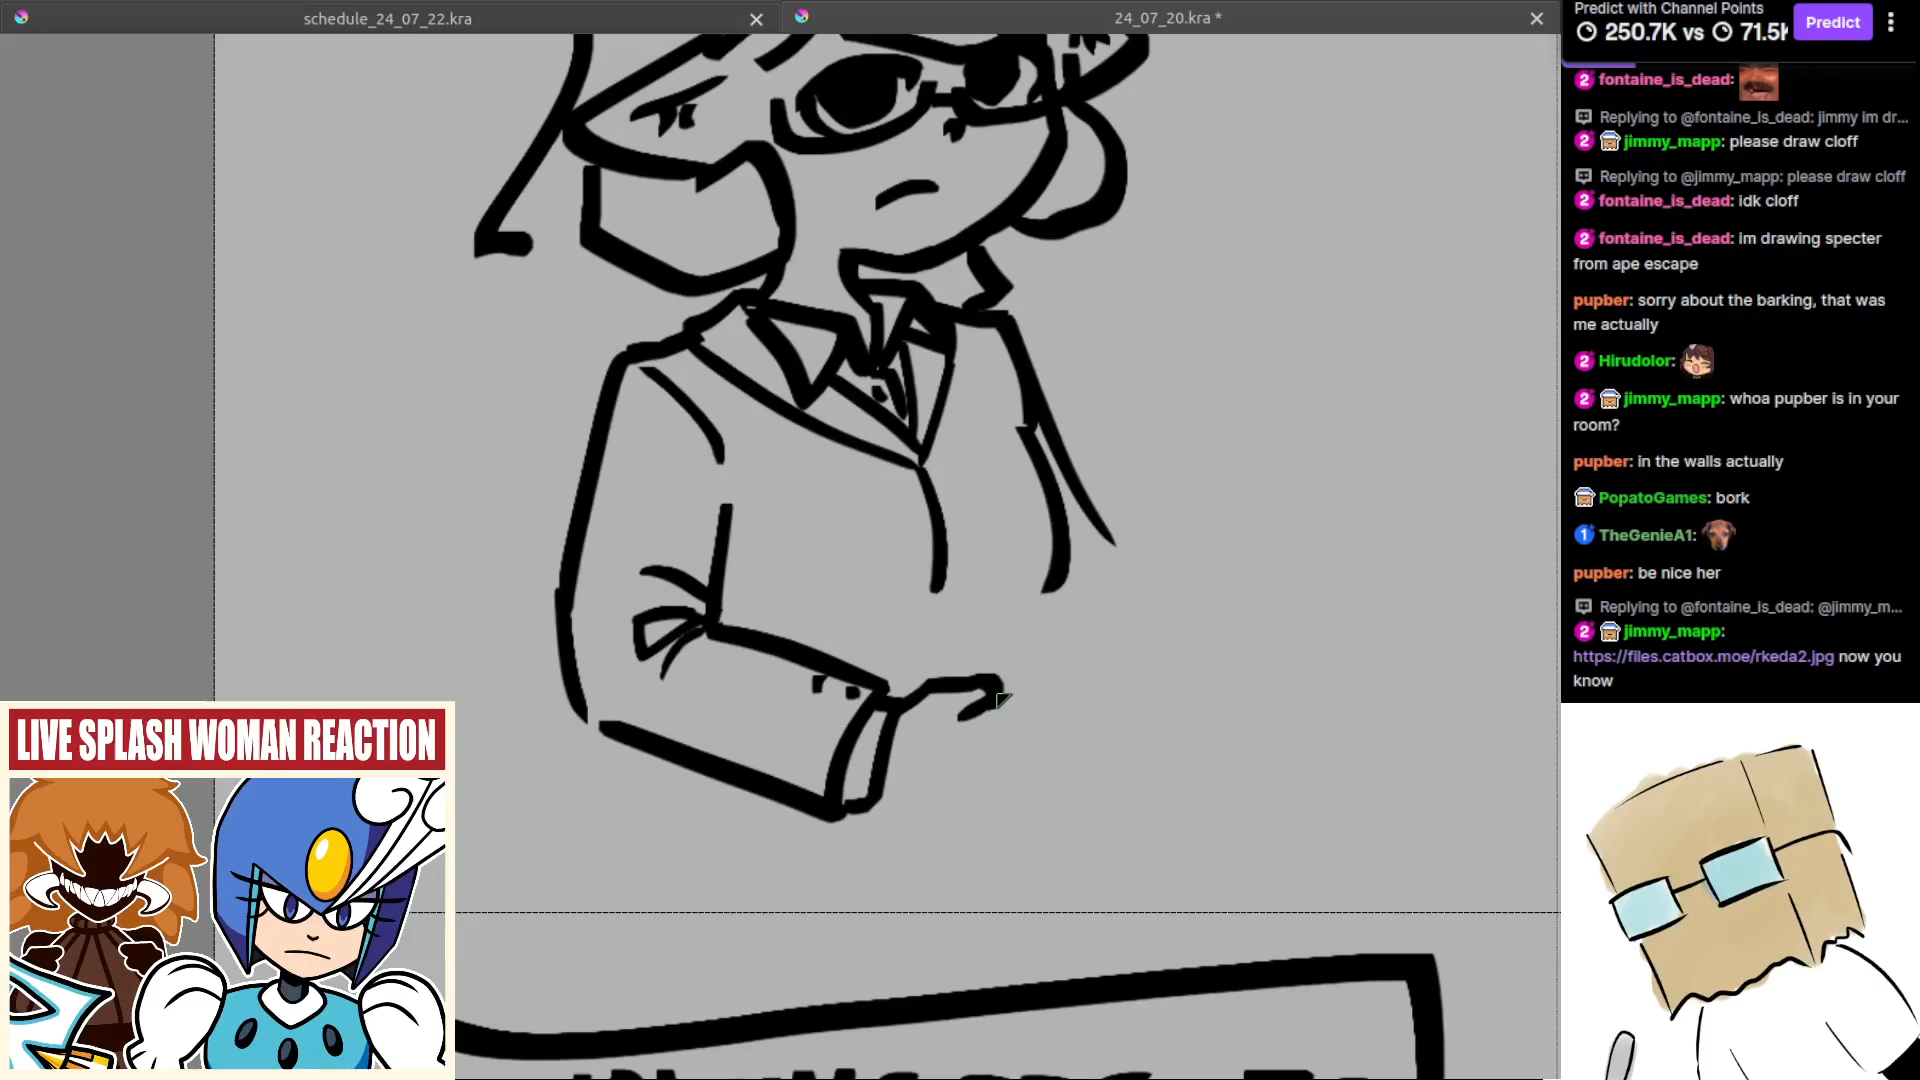 schedule_24_07_22.kra
24_07_20.kra *
Predict with Channel Points
250.7K vs 71.5K
Predict
fontaine_is_dead:
Replying to @fontaine_is_dead: jimmy im dr...
jimmy_mapp: please draw cloff
Replying to @jimmy_mapp: please draw cloff
fontaine_is_dead: idk cloff
fontaine_is_dead: im drawing specter
from ape escape
pupber: sorry about the barking, that was
me actually
Hirudolor:
jimmy_mapp: whoa pupber is in your
room?
pupber: in the walls actually
PopatoGames: bork
TheGenieA1:
pupber: be nice her
Replying to @fontaine_is_dead: @jimmy_m...
jimmy_mapp:
https://files.catbox.moe/rkeda2.jpg now you
know
LIVE SPLASH WOMAN REACTION